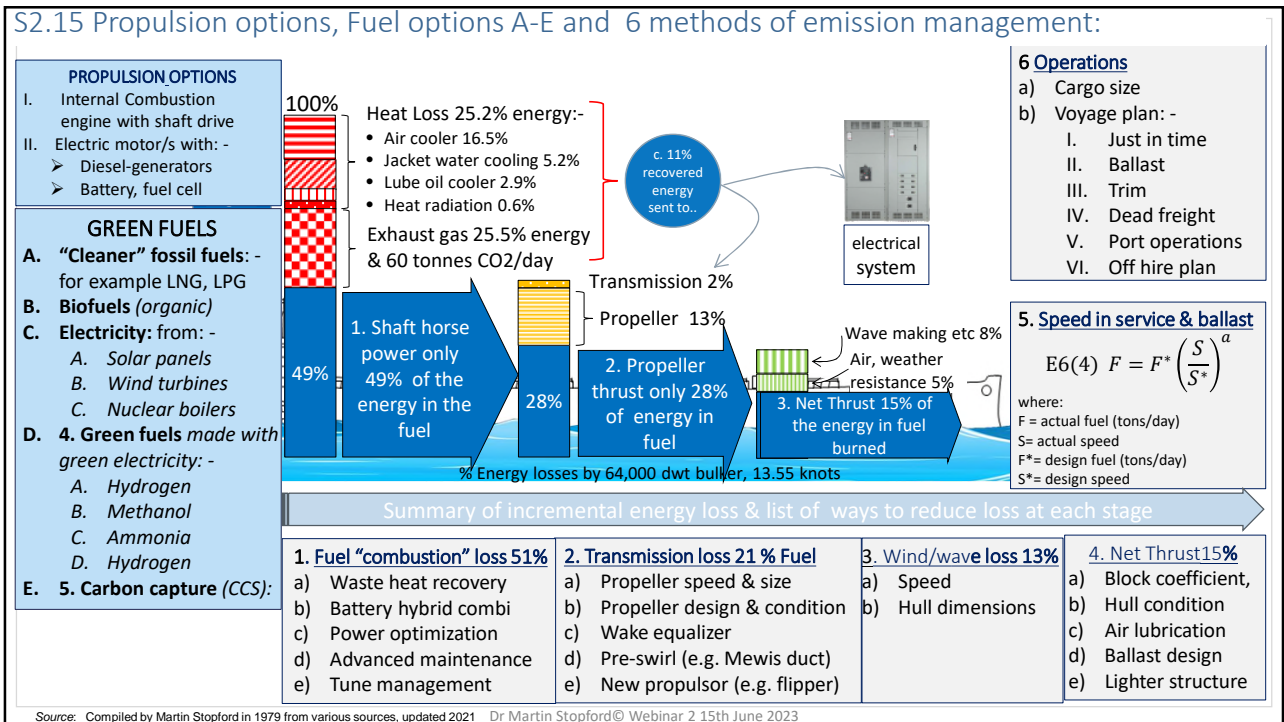 S2.15 Propulsion options, Fuel options A-E and 6 methods of emission management:
PROPULSION OPTIONS
I. Internal Combustion
engine with shaft drive
II. Electric motor/s with: -
➢ Diesel-generators
➢ Battery, fuel cell
GREEN FUELS
A. “Cleaner” fossil fuels: -
for example LNG, LPG
B. Biofuels (organic)
C. Electricity: from: -
A. Solar panels
B. Wind turbines
C. Nuclear boilers
D. 4. Green fuels made with
green electricity: -
A. Hydrogen
B. Methanol
C. Ammonia
D. Hydrogen
E. 5. Carbon capture (CCS):
100%
Heat Loss 25.2% energy:-
• Air cooler 16.5%
• Jacket water cooling 5.2%
• Lube oil cooler 2.9%
• Heat radiation 0.6%
Exhaust gas 25.5% energy
& 60 tonnes CO2/day
49%
1. Shaft horse
power only
49% of the
energy in the
fuel
c. 11%
recovered
energy
sent to..
electrical
system
Transmission 2%
Propeller 13%
28%
2. Propeller
thrust only 28%
of energy in
fuel
Wave making etc 8%
Air, weather
resistance 5%
3. Net Thrust 15% of
the energy in fuel
burned
% Energy losses by 64,000 dwt bulker, 13.55 knots
6 Operations
a) Cargo size
b) Voyage plan: -
I. Just in time
II. Ballast
III. Trim
IV. Dead freight
V. Port operations
VI. Off hire plan
5. Speed in service & ballast
E6(4) F = F* (S/S*)^a
where:
F = actual fuel (tons/day)
S= actual speed
F*= design fuel (tons/day)
S*= design speed
Summary of incremental energy loss & list of ways to reduce loss at each stage
1. Fuel “combustion” loss 51%
a) Waste heat recovery
b) Battery hybrid combi
c) Power optimization
d) Advanced maintenance
e) Tune management
2. Transmission loss 21 % Fuel
a) Propeller speed & size
b) Propeller design & condition
c) Wake equalizer
d) Pre-swirl (e.g. Mewis duct)
e) New propulsor (e.g. flipper)
3. Wind/wave loss 13%
a) Speed
b) Hull dimensions
4. Net Thrust15%
a) Block coefficient,
b) Hull condition
c) Air lubrication
d) Ballast design
e) Lighter structure
Source: Compiled by Martin Stopford in 1979 from various sources, updated 2021 Dr Martin Stopford© Webinar 2 15th June 2023